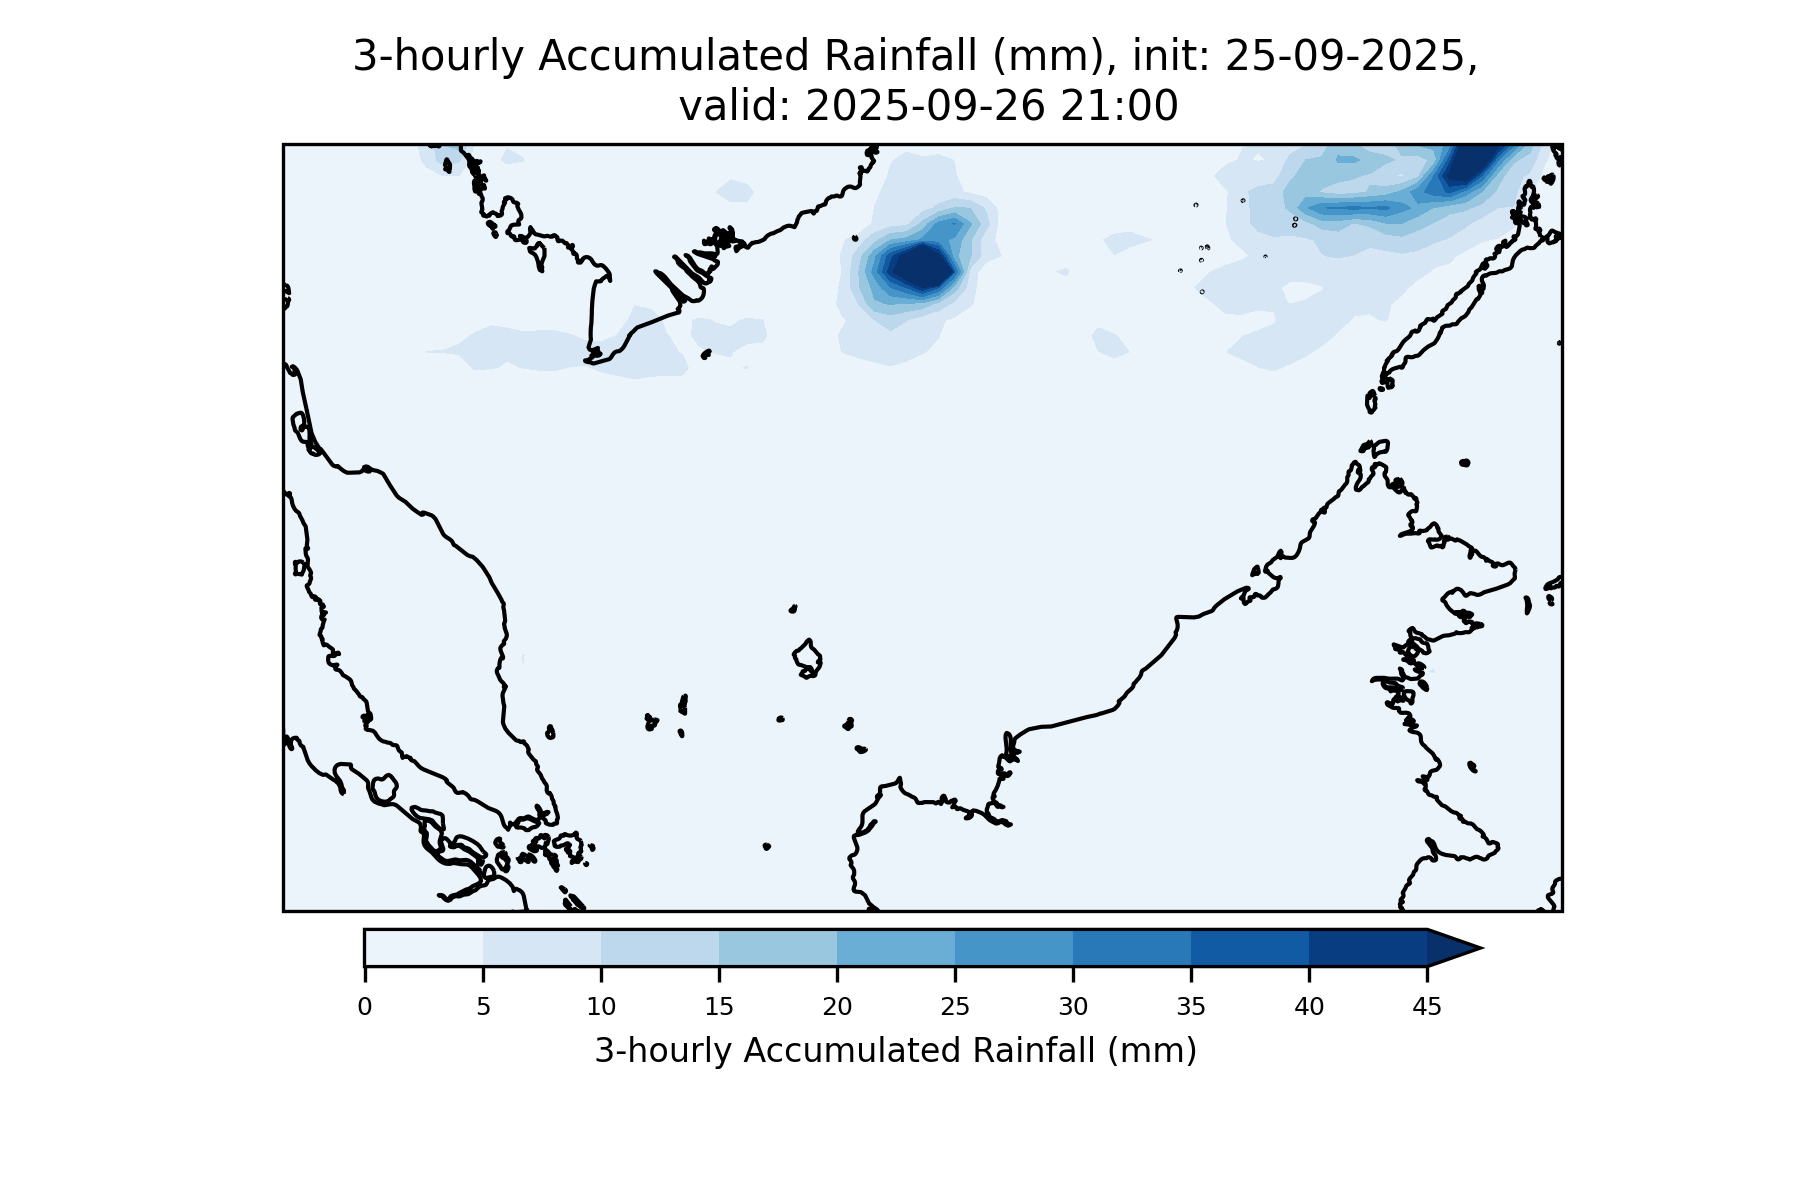 3-hourly Accumulated Rainfall (mm), init: 25-09-2025,
valid: 2025-09-26 21:00
0 5 10 15 20 25 30 35 40 45
3-hourly Accumulated Rainfall (mm)